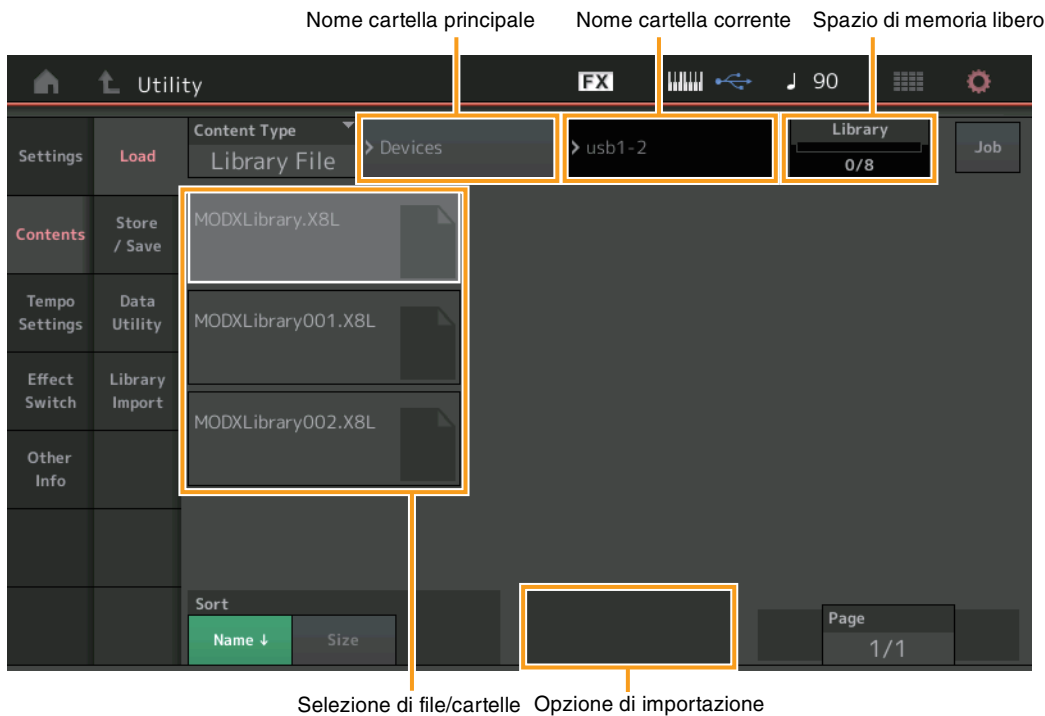 Nome cartella principale
Nome cartella corrente
Spazio di memoria libero
Utility
FX
♩ 90
Settings
Load
Content Type
Library File
> Devices
> usb1-2
Library
0/8
Job
Contents
Store
/ Save
MODXLibrary.X8L
Tempo
Settings
Data
Utility
MODXLibrary001.X8L
Effect
Switch
Library
Import
MODXLibrary002.X8L
Other
Info
Sort
Name ↓
Size
Page
1/1
Selezione di file/cartelle
Opzione di importazione